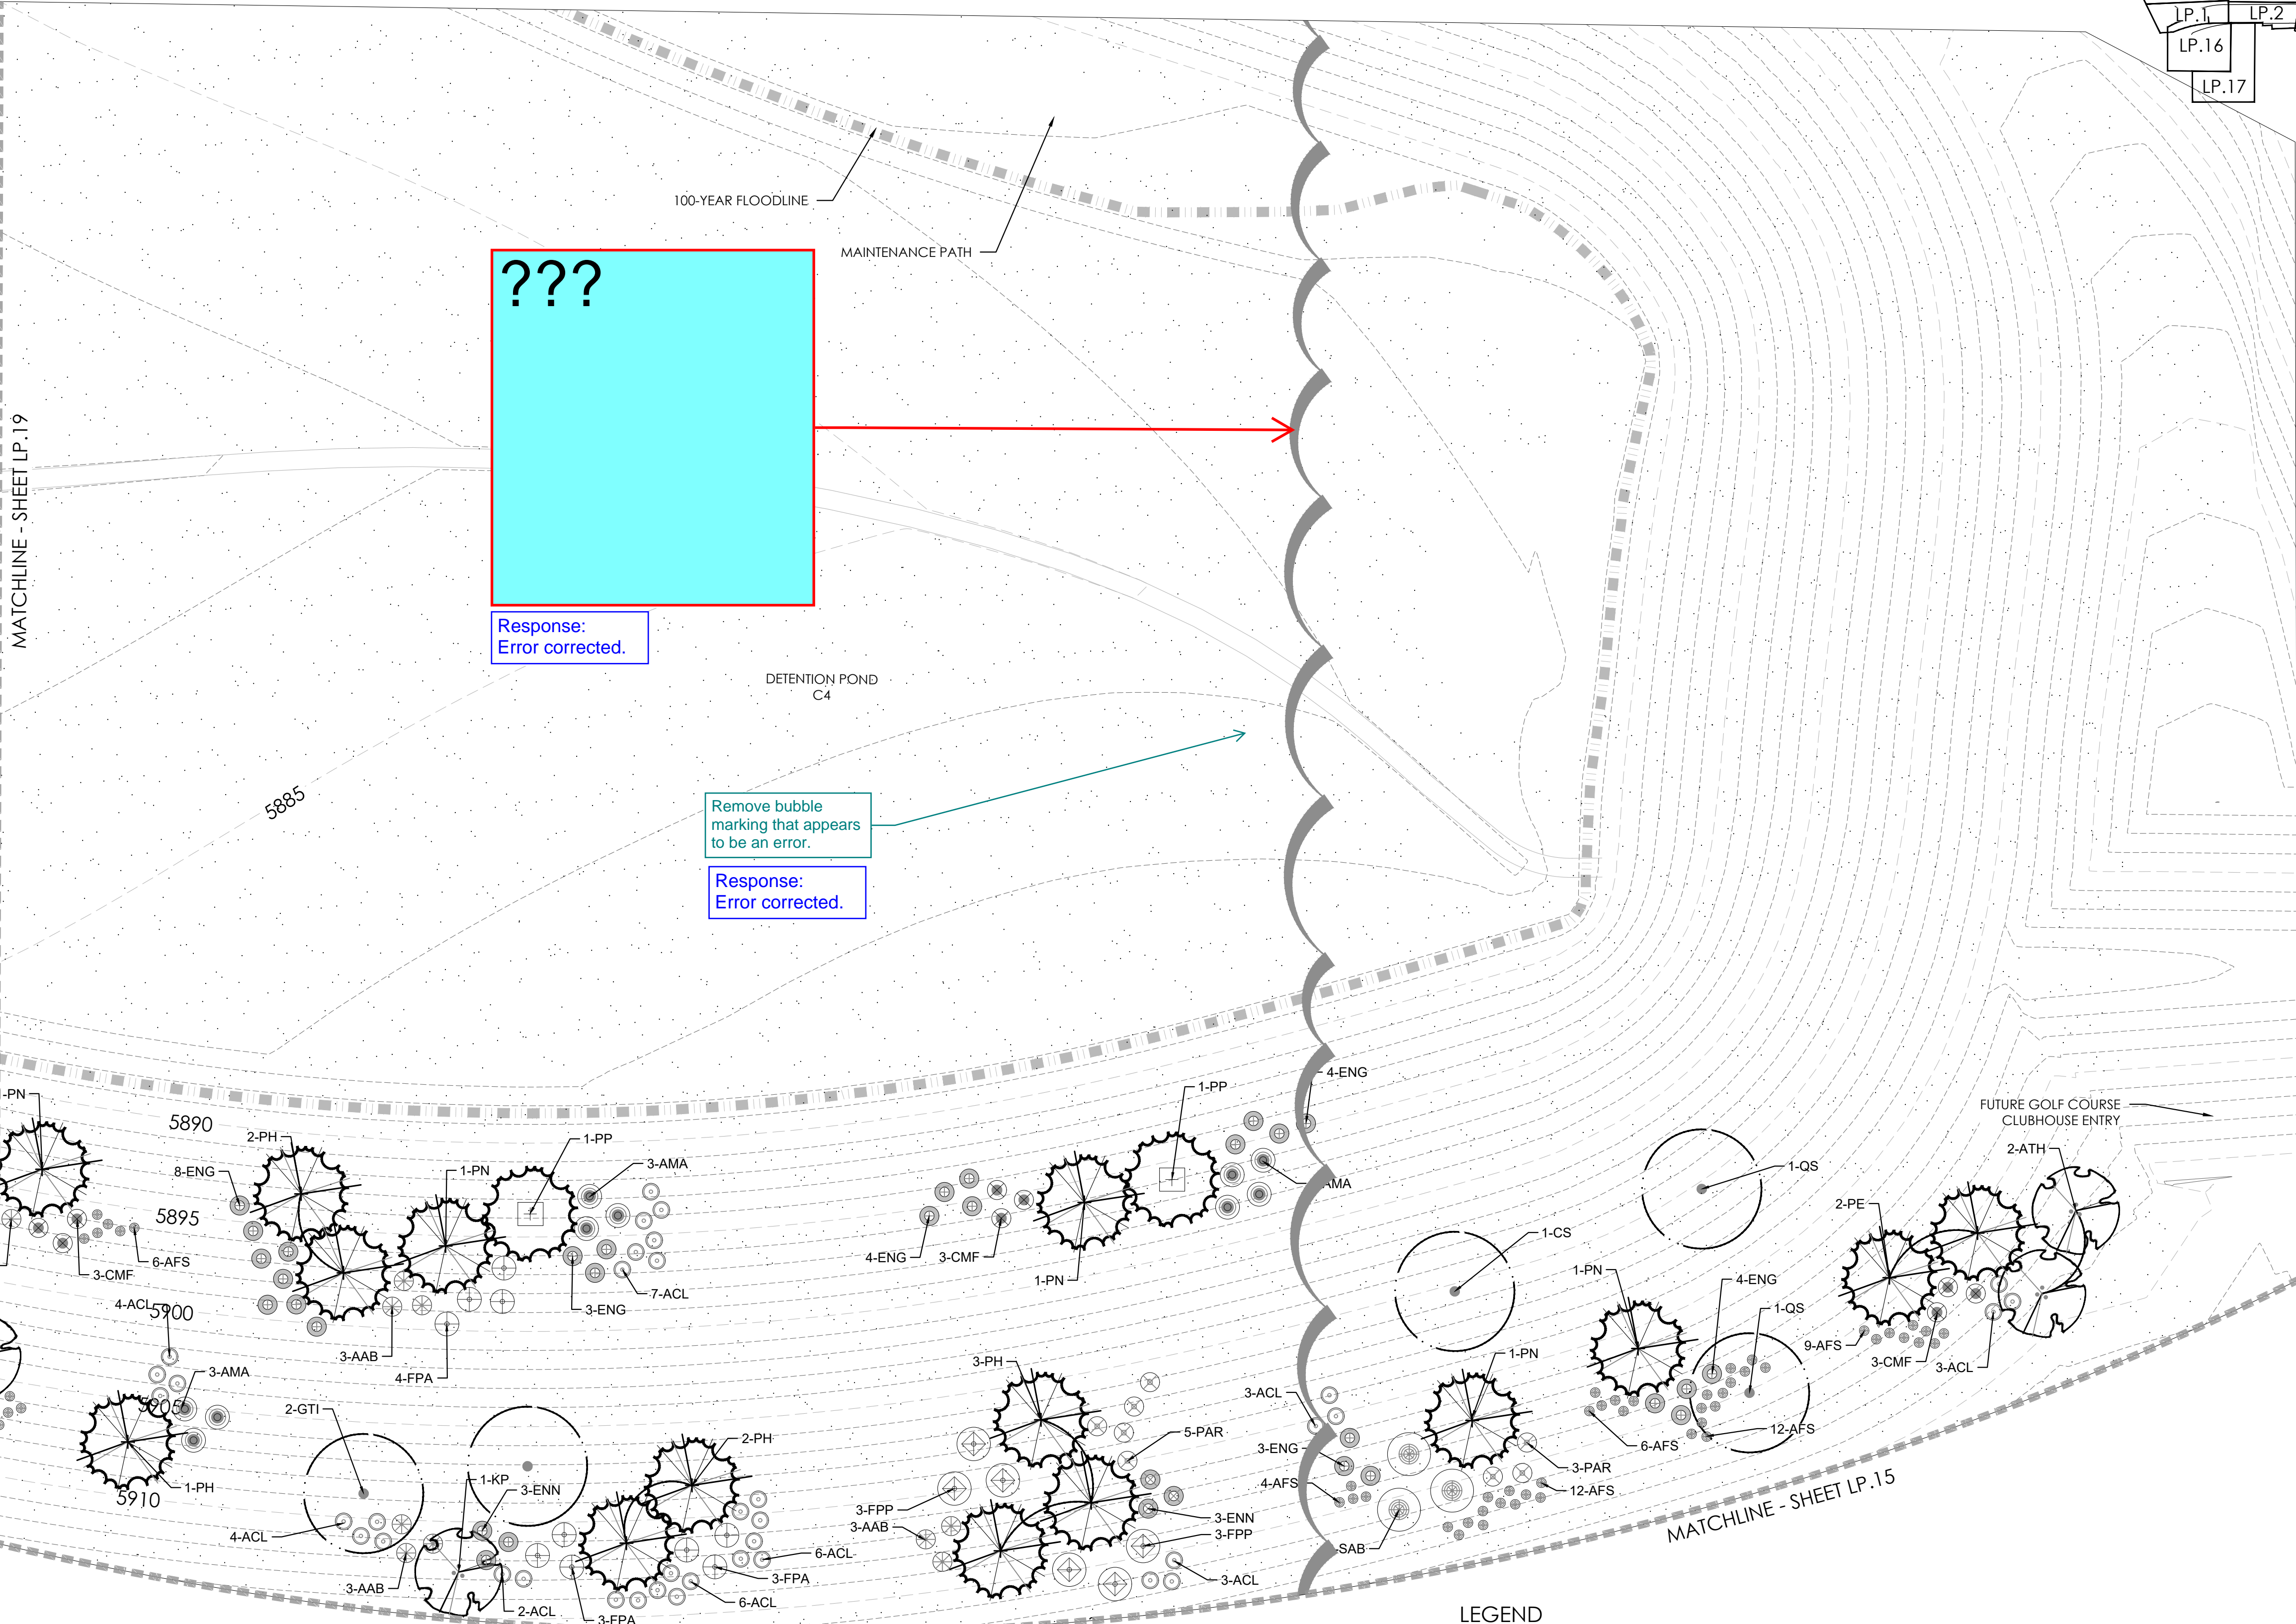 LP.1
LP.2
LP.16
LP.17
100-YEAR FLOODLINE
MAINTENANCE PATH
???
MATCHLINE - SHEET LP.19
Response:
Error corrected.
DETENTION POND
C4
5885
Remove bubble
marking that appears
to be an error.
Response:
Error corrected.
-PN
5890
2-PH
1-PP
8-ENG
1-PN
3-AMA
5895
6-AFS
3-CMF
4-ACL
5900
7-ACL
3-ENG
3-AAB
4-FPA
3-AMA
5905
2-GTI
1-PH
5910
1-KP
3-ENN
2-PH
4-ACL
3-AAB
2-ACL
3-FPA
6-ACL
3-FPA
6-ACL
1-PP
4-ENG
AMA
4-ENG
3-CMF
1-PN
3-PH
5-PAR
3-FPP
3-AAB
3-ENN
3-FPP
3-ACL
3-ACL
3-ENG
4-AFS
-SAB
1-CS
1-PN
3-PAR
12-AFS
1-QS
1-PN
4-ENG
1-QS
6-AFS
12-AFS
FUTURE GOLF COURSE
CLUBHOUSE ENTRY
2-ATH
2-PE
9-AFS
3-CMF
3-ACL
MATCHLINE - SHEET LP.15
LEGEND